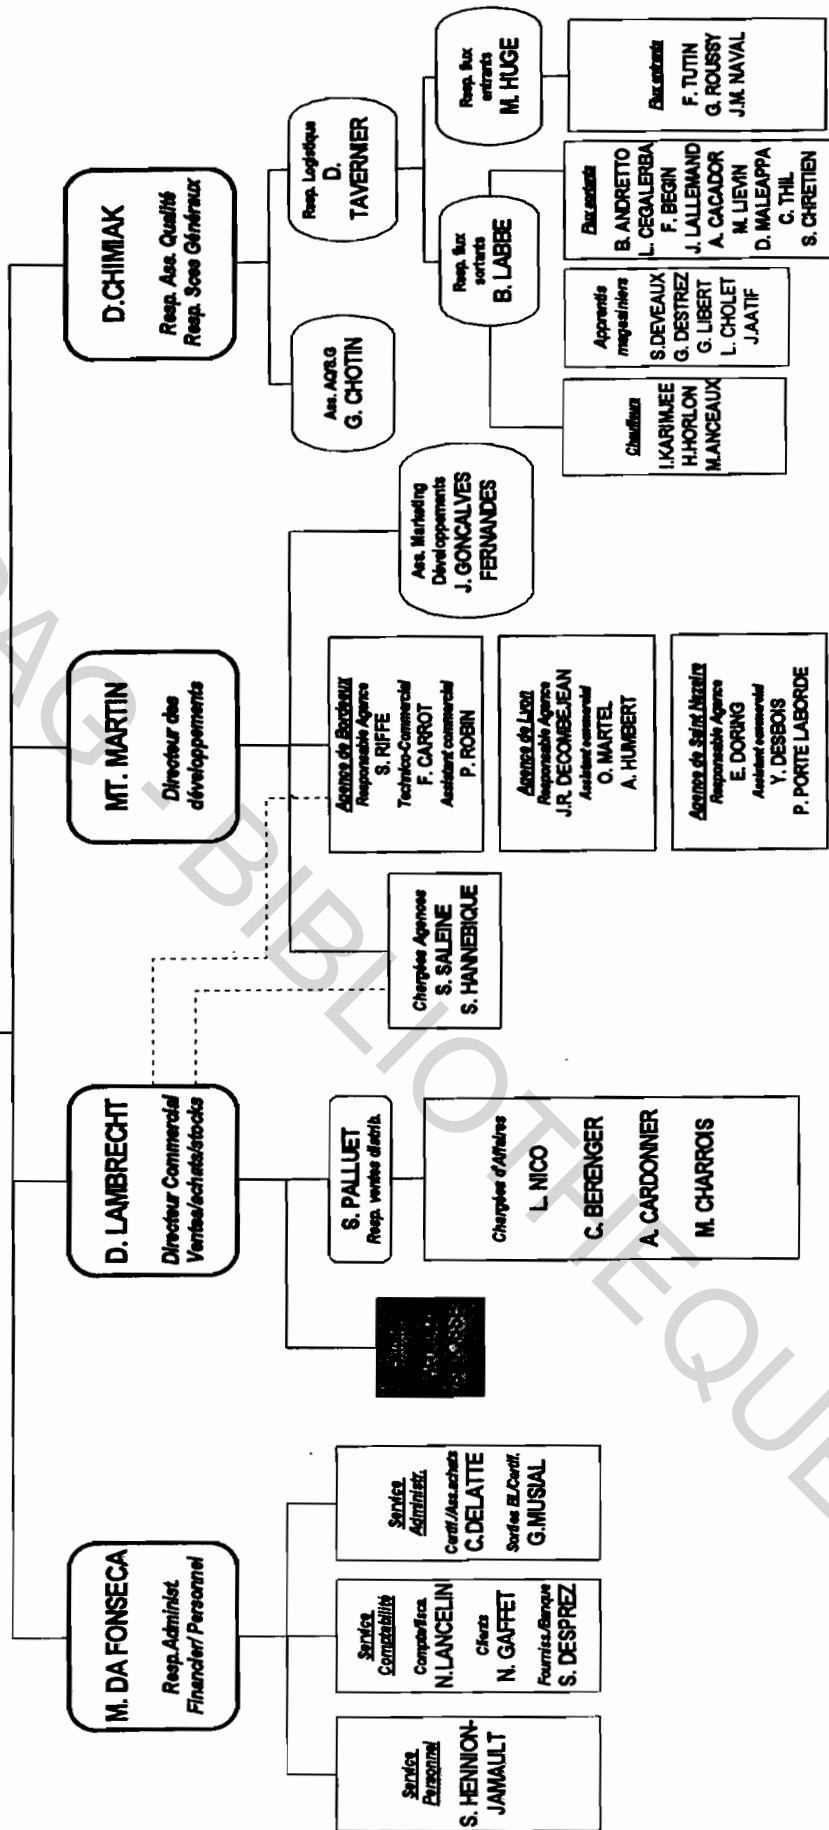 M. DA FONSECA
Resp.Administ.
Financier/ Personnel
Service
Personnel
S. HENNION-
JAMAULT
Service
Comptabilité
Compta/fisca.
N.LANCELIN
Clients
N. GAFFET
Fourniss./Banque
S. DESPREZ
Service
Administr.
Certif./Ass.achats
C.DELATTE
Sorties BL/Certif.
G.MUSIAL
D. LAMBRECHT
Directeur Commercial
Ventes/achats/stocks
S. PALLUET
Resp. ventes distrib.
Chargées d'Affaires
L. NICO
C. BERENGER
A. CARDONNER
M. CHARROIS
MT. MARTIN
Directeur des
développements
Chargées Agences
S. SALEINE
S. HANNEBIQUE
Agence de Bordeaux
Responsable Agence
S. RIFFE
Technico-Commercial
F. CARROT
Assistant commercial
P. ROBIN
Agence de Lyon
Responsable Agence
J.R. DECOMBEJEAN
Assistant commercial
O. MARTEL
A. HUMBERT
Agence de Saint Nazaire
Responsable Agence
E. DORING
Assistant commercial
Y. DESBOIS
P. PORTE LABORDE
Ass. Marketing
Développements
J. GONCALVES
FERNANDES
D.CHIMIAK
Resp. Ass. Qualité
Resp. Sces Généraux
Ass. AQ/S.G
G. CHOTIN
Resp. Logistique
D.
TAVERNIER
Resp. flux
sortants
B. LABBE
Resp. flux
entrants
M. HUGE
Chauffeurs
I.KARIMJEE
H.HORLON
M.ANCEAUX
Apprentis
magasiniers
S.DEVEAUX
G. DESTREZ
G. LIBERT
L. CHOLET
J.AATIF
Flux sortants
B. ANDRETTO
L. CEGALERBA
F. BEGIN
J. LALLEMAND
A. CACADOR
M. LIEVIN
D. MALEAPPA
C. THIL
S. CHRETIEN
Flux entrants
F. TUTIN
G. ROUSSY
J.M. NAVAL
BIBLIOTHEQUE